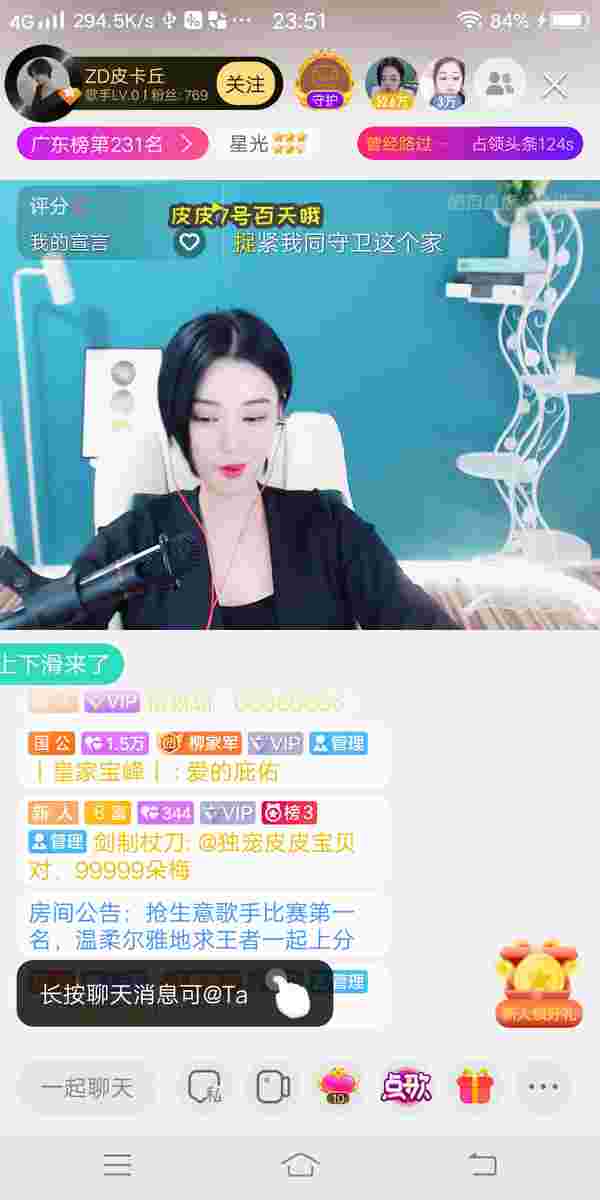 4G 294.5K/s ··· 23:51 84%
ZD皮卡丘
歌手LV.0 | 粉丝:769
关注
守护
52.6万
3万
广东榜第231名 >
星光
曾经路过… 占领头条124s
评分
我的宣言
皮皮7号百天哦
捉紧我同守卫这个家
上下滑来了
VIP
国公 1.5万 柳家军 VIP 管理
丨皇家宝峰丨: 爱的庇佑
新人 6富 344 VIP 榜3
管理 剑制杖刀: @独宠皮皮宝贝
对、99999朵梅
房间公告：抢生意歌手比赛第一
名，温柔尔雅地求王者一起上分
管理
长按聊天消息可@Ta
新人领好礼
一起聊天
私
10
点歌